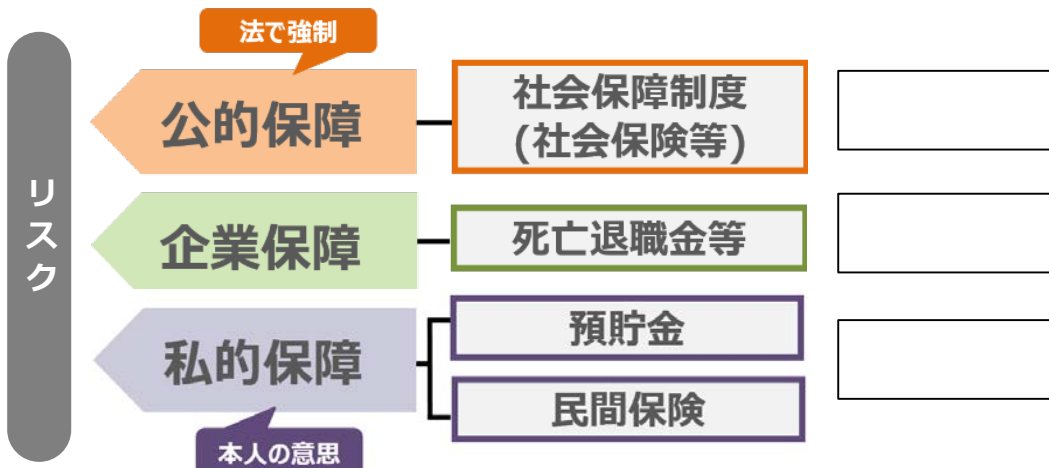 法で強制
リスク
公的保障
社会保障制度
(社会保険等)
企業保障
死亡退職金等
私的保障
預貯金
民間保険
本人の意思